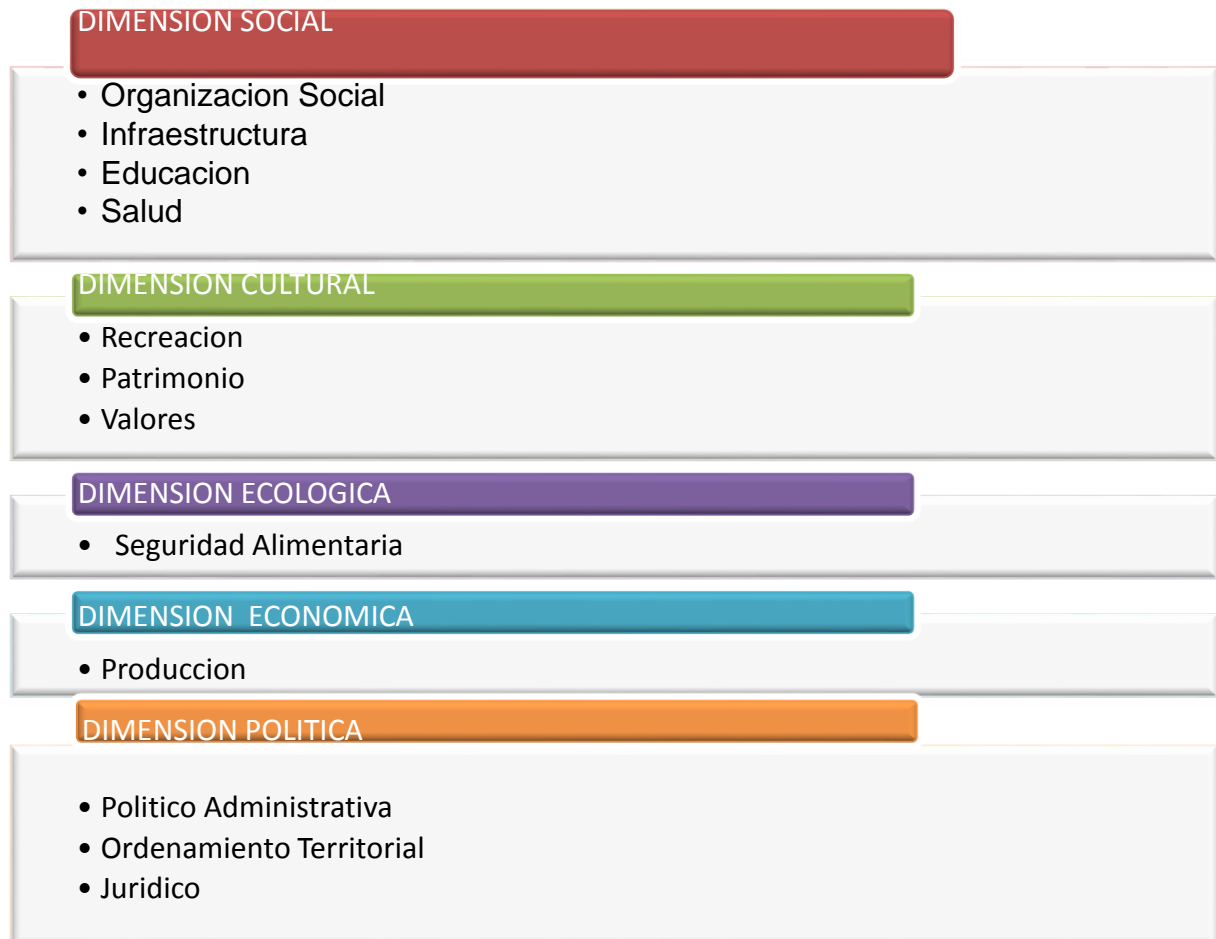 DIMENSION SOCIAL
• Organizacion Social
• Infraestructura
• Educacion
• Salud
DIMENSION CULTURAL
• Recreacion
• Patrimonio
• Valores
DIMENSION ECOLOGICA
• Seguridad Alimentaria
DIMENSION ECONOMICA
• Produccion
DIMENSION POLITICA
• Politico Administrativa
• Ordenamiento Territorial
• Juridico